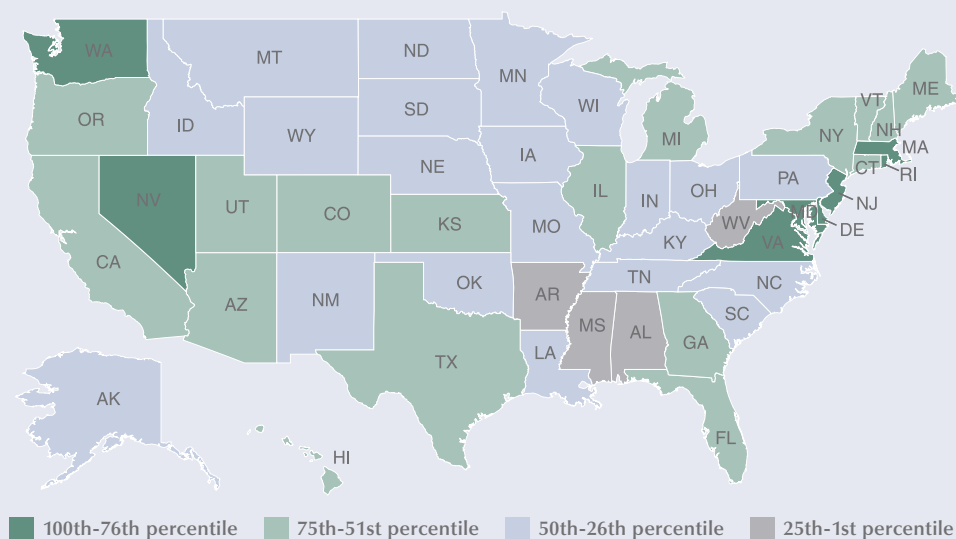 WA
MT
ND
MN
OR
ID
SD
WI
WY
MI
VT
ME
NY
NH
MA
CT
RI
NE
IA
PA
NV
UT
CO
KS
IL
IN
OH
NJ
MO
WV
MD
DE
CA
KY
VA
AZ
NM
OK
TN
NC
AR
SC
MS
AL
GA
LA
TX
AK
HI
FL
100th-76th percentile
75th-51st percentile
50th-26th percentile
25th-1st percentile